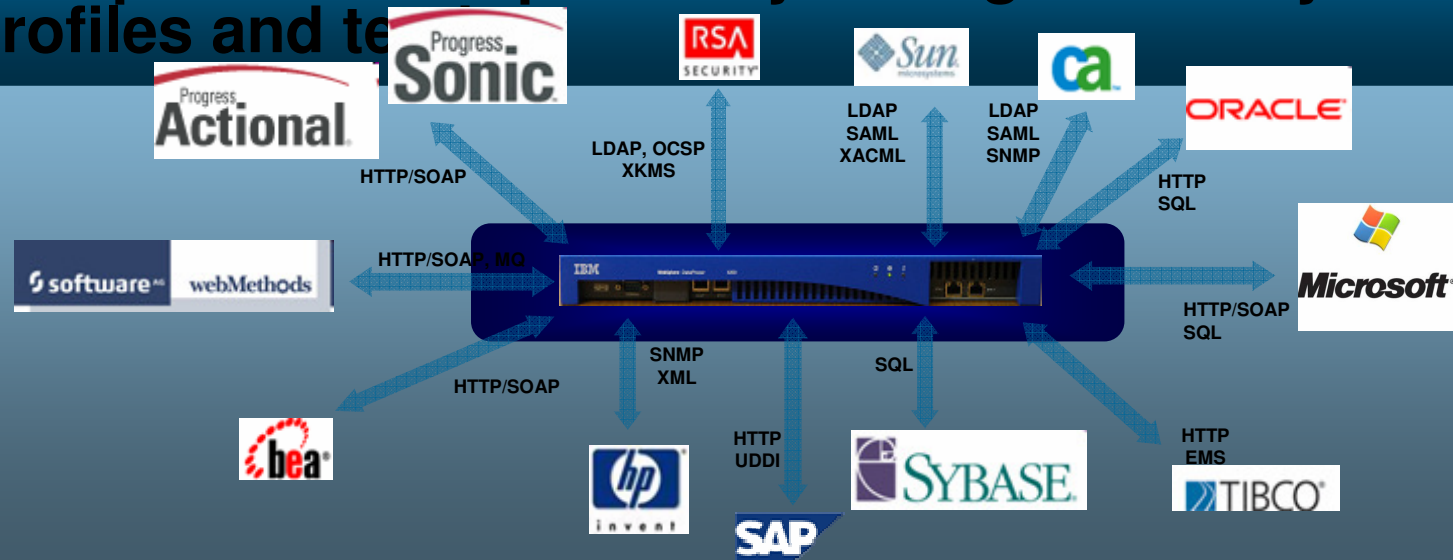 rofiles and te
Progress
Sonic
RSA
SECURITY
Sun
microsystems
ca
Progress
Actional
ORACLE
LDAP, OCSP
XKMS
LDAP
SAML
XACML
LDAP
SAML
SNMP
HTTP/SOAP
HTTP
SQL
software AG
webMethods
HTTP/SOAP, MQ
IBM
WebSphere DataPower
Microsoft
HTTP/SOAP
SQL
HTTP/SOAP
SNMP
XML
SQL
bea
hp
invent
HTTP
UDDI
SAP
SYBASE
HTTP
EMS
TIBCO